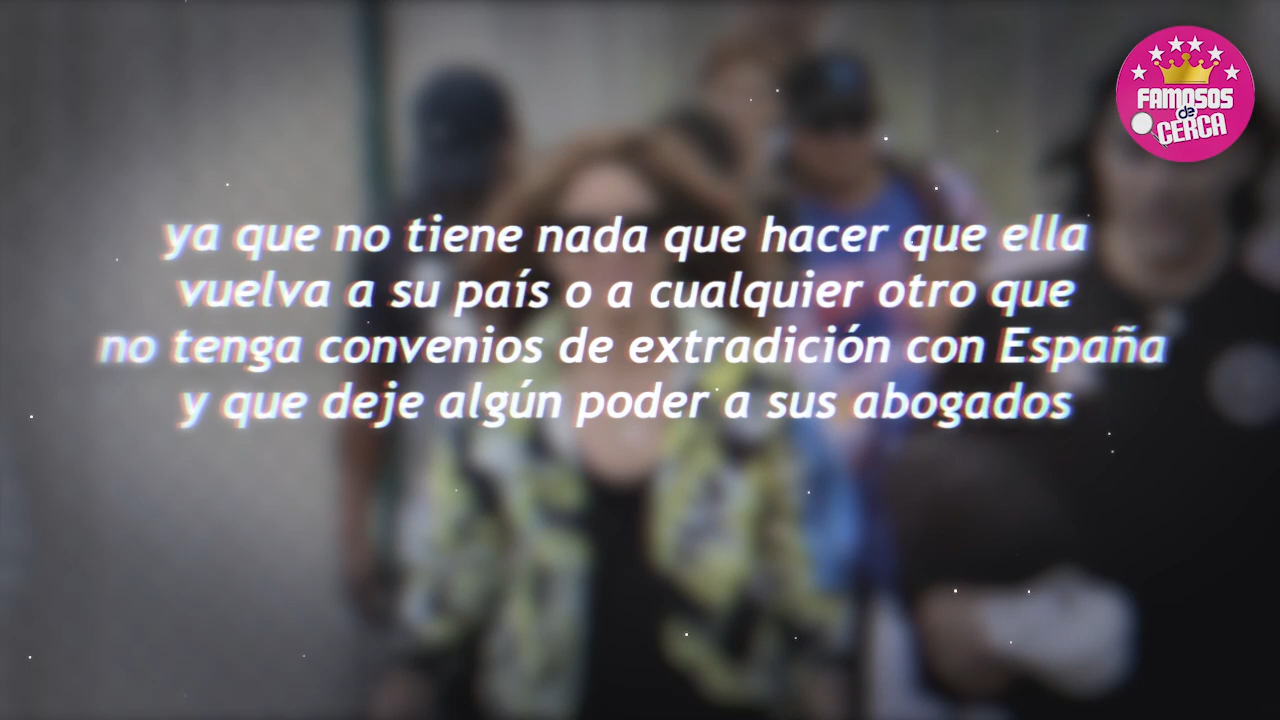 FAMOSOS
de
CERCA
ya que no tiene nada que hacer que ella
vuelva a su país o a cualquier otro que
no tenga convenios de extradición con España
y que deje algún poder a sus abogados